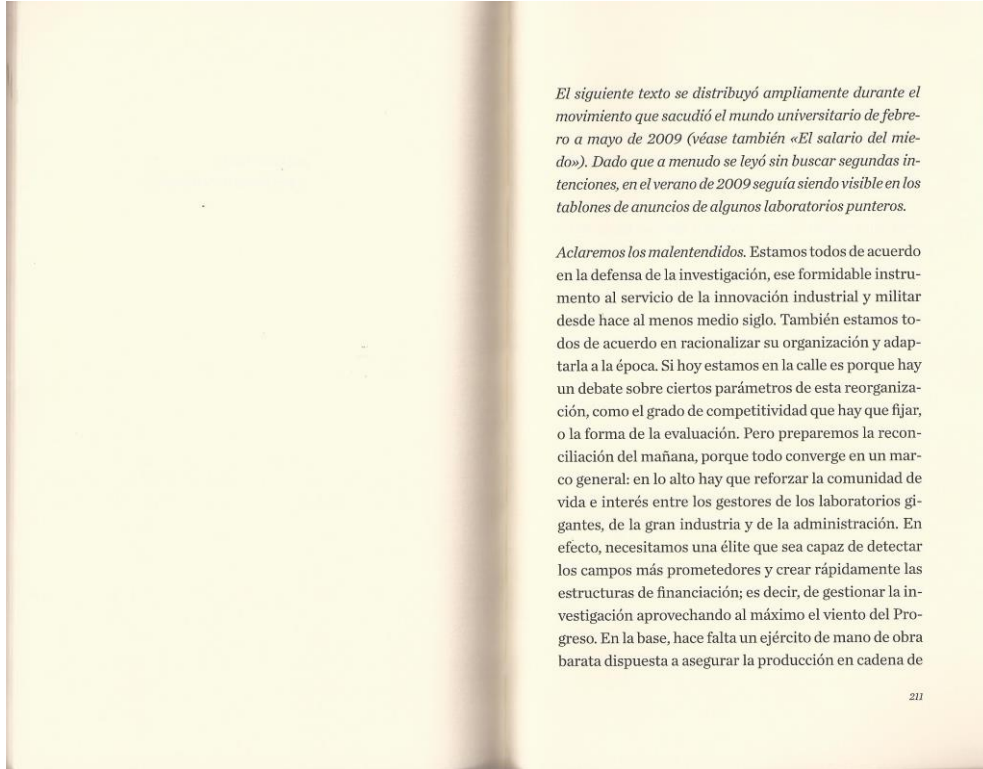 El siguiente texto se distribuyó ampliamente durante el
movimiento que sacudió el mundo universitario de febre-
ro a mayo de 2009 (véase también «El salario del mie-
do»). Dado que a menudo se leyó sin buscar segundas in-
tenciones, en el verano de 2009 seguía siendo visible en los
tablones de anuncios de algunos laboratorios punteros.
Aclaremos los malentendidos. Estamos todos de acuerdo
en la defensa de la investigación, ese formidable instru-
mento al servicio de la innovación industrial y militar
desde hace al menos medio siglo. También estamos to-
dos de acuerdo en racionalizar su organización y adap-
tarla a la época. Si hoy estamos en la calle es porque hay
un debate sobre ciertos parámetros de esta reorganiza-
ción, como el grado de competitividad que hay que fijar,
o la forma de la evaluación. Pero preparemos la recon-
ciliación del mañana, porque todo converge en un mar-
co general: en lo alto hay que reforzar la comunidad de
vida e interés entre los gestores de los laboratorios gi-
gantes, de la gran industria y de la administración. En
efecto, necesitamos una élite que sea capaz de detectar
los campos más prometedores y crear rápidamente las
estructuras de financiación; es decir, de gestionar la in-
vestigación aprovechando al máximo el viento del Pro-
greso. En la base, hace falta un ejército de mano de obra
barata dispuesta a asegurar la producción en cadena de
211